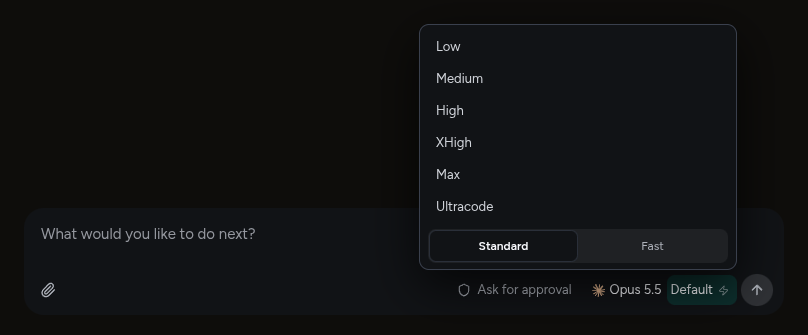 Low
Medium
High
XHigh
Max
Ultracode
Standard Fast
What would you like to do next?
Ask for approval Opus 5.5 Default